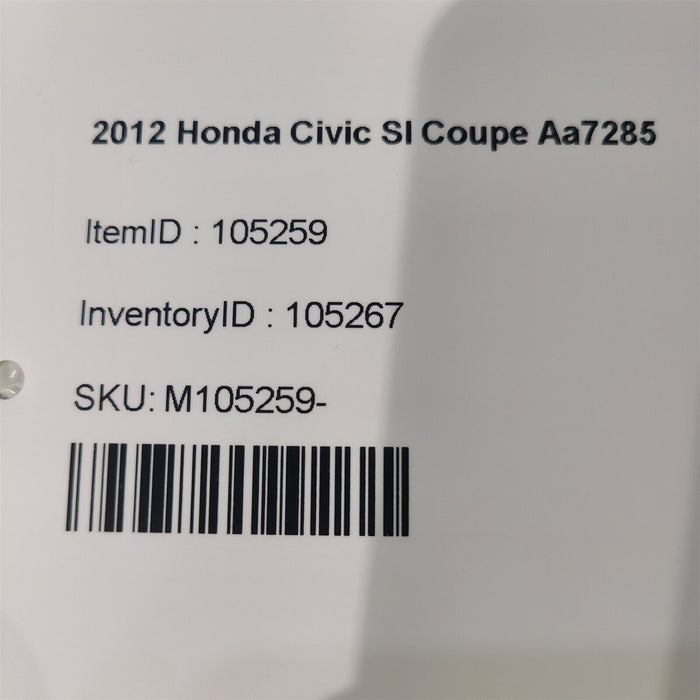 2012 Honda Civic SI Coupe Aa7285
ItemID : 105259
InventoryID : 105267
SKU: M105259-